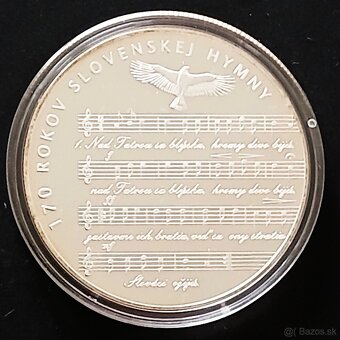 170 ROKOV SLOVENSKEJ HYMNY
1. Nad Tatrou sa blýska, hromy divo bijú,
nad Tatrou sa blýska, hromy divo bijú.
zastavme ich, bratia, veď sa ony stratia,
Slováci ožijú.
Bazos.sk